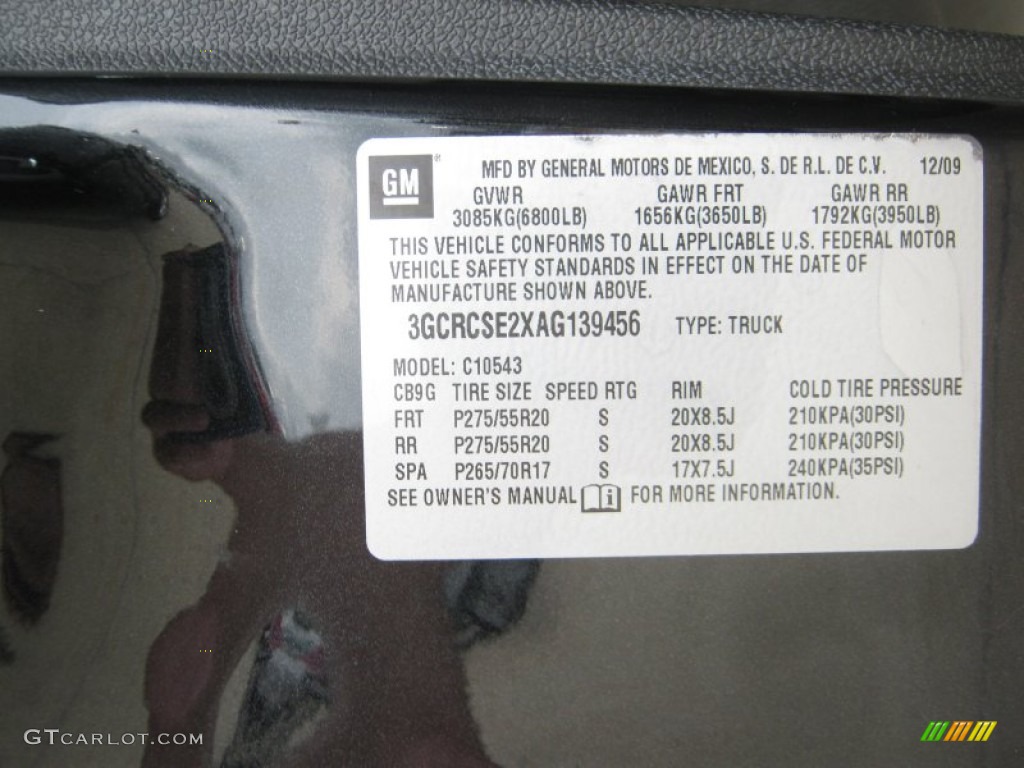 GM® MFD BY GENERAL MOTORS DE MEXICO, S. DE R.L. DE C.V. 12/09
GVWR GAWR FRT GAWR RR
3085KG(6800LB) 1656KG(3650LB) 1792KG(3950LB)
THIS VEHICLE CONFORMS TO ALL APPLICABLE U.S. FEDERAL MOTOR
VEHICLE SAFETY STANDARDS IN EFFECT ON THE DATE OF
MANUFACTURE SHOWN ABOVE.
3GCRCSE2XAG139456 TYPE: TRUCK
MODEL: C10543
CB9G TIRE SIZE SPEED RTG RIM COLD TIRE PRESSURE
FRT P275/55R20 S 20X8.5J 210KPA(30PSI)
RR P275/55R20 S 20X8.5J 210KPA(30PSI)
SPA P265/70R17 S 17X7.5J 240KPA(35PSI)
SEE OWNER'S MANUAL i FOR MORE INFORMATION.
GTCARLOT.COM